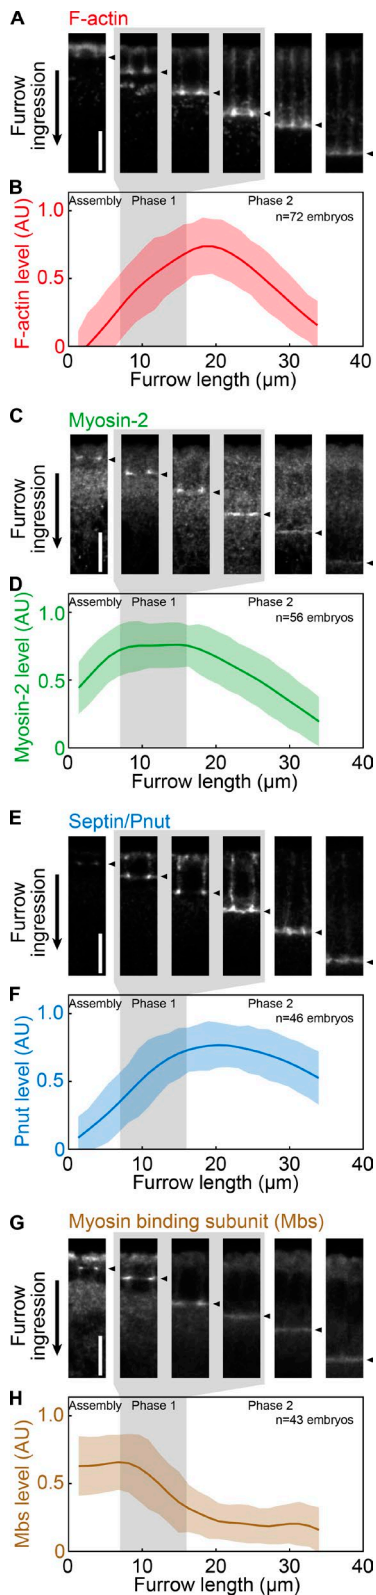 A
F-actin
Furrow
ingression
B
Assembly Phase 1 Phase 2
n=72 embryos
F-actin level (AU)
1.0
0.5
0
0 10 20 30 40
Furrow length (µm)
C
Myosin-2
Furrow
ingression
D
Assembly Phase 1 Phase 2
n=56 embryos
Myosin-2 level (AU)
1.0
0.5
0
0 10 20 30 40
Furrow length (µm)
E
Septin/Pnut
Furrow
ingression
F
Assembly Phase 1 Phase 2
n=46 embryos
Pnut level (AU)
1.0
0.5
0
0 10 20 30 40
Furrow length (µm)
G
Myosin binding subunit (Mbs)
Furrow
ingression
H
Assembly Phase 1 Phase 2
n=43 embryos
Mbs level (AU)
1.0
0.5
0
0 10 20 30 40
Furrow length (µm)